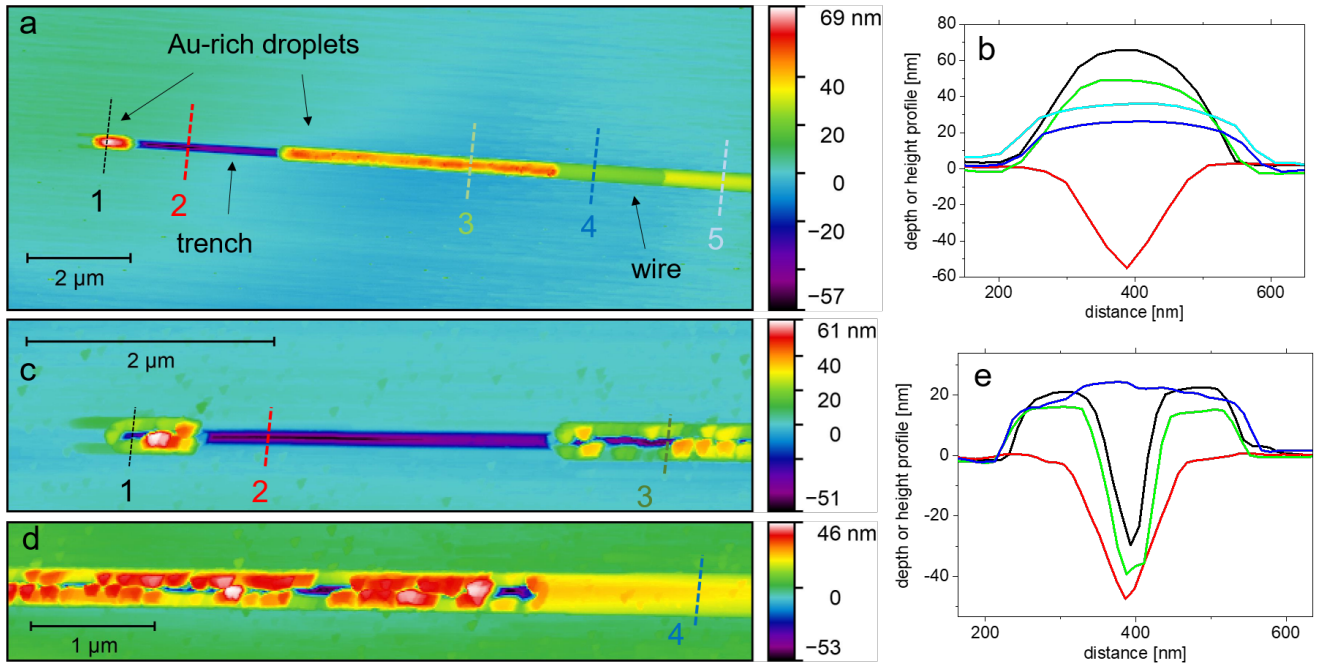 a
Au-rich droplets
1
2
trench
3
4
wire
5
2 µm
69 nm
40
20
0
−20
−57
b
depth or height profile [nm]
80
60
40
20
0
-20
-40
-60
200
400
600
distance [nm]
c
2 µm
1
2
3
61 nm
40
20
0
−51
d
1 µm
4
46 nm
0
−53
e
depth or height profile [nm]
20
0
-20
-40
200
400
600
distance [nm]